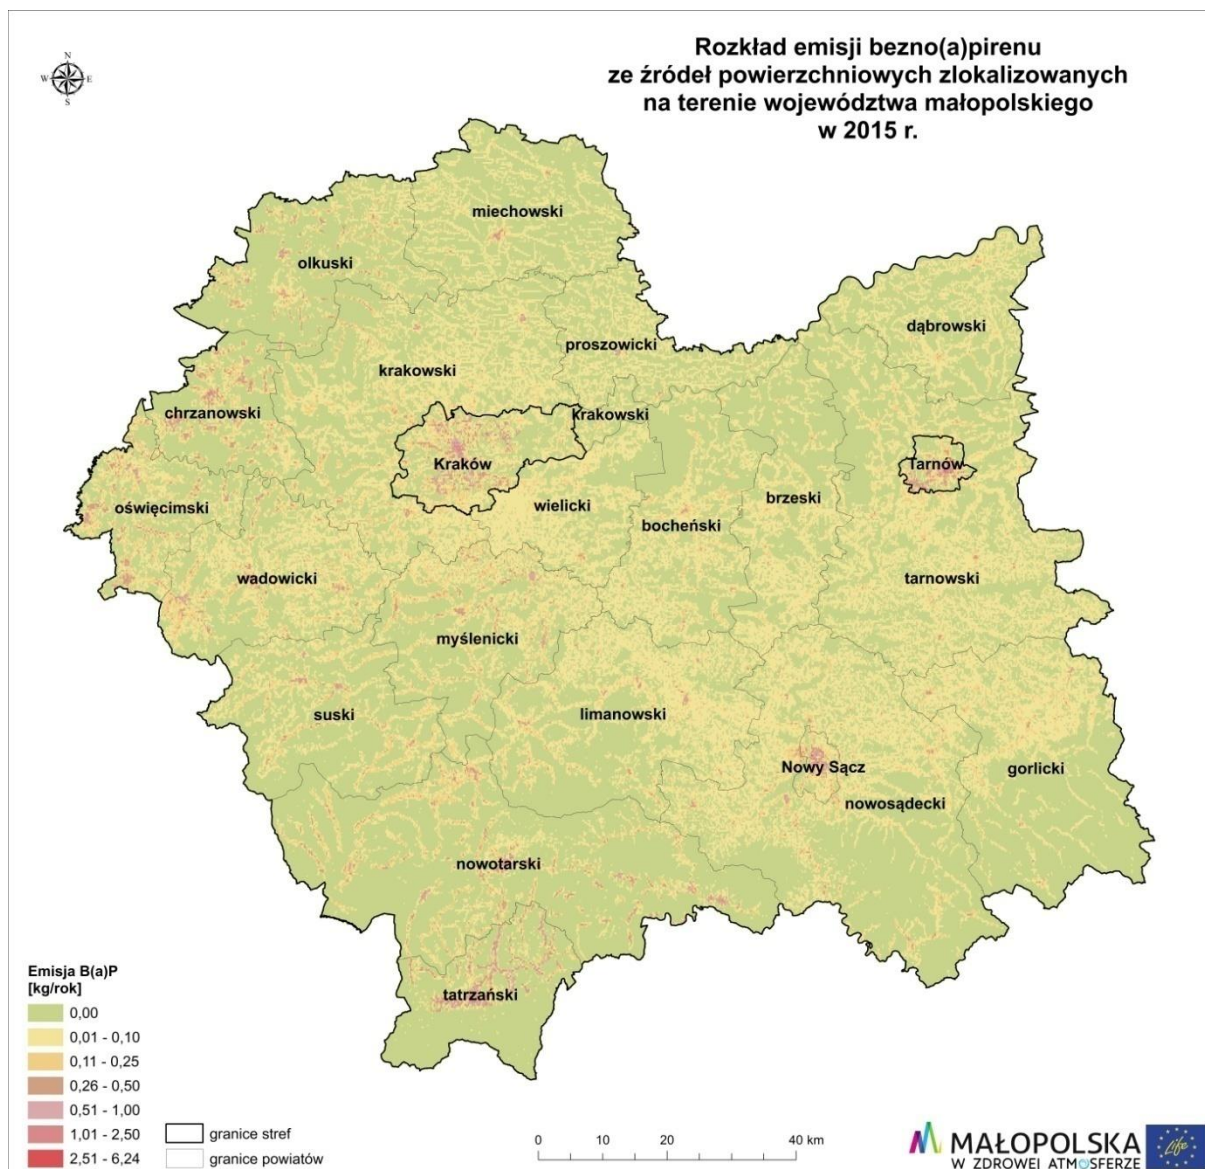 Rozkład emisji bezno(a)pirenu
ze źródeł powierzchniowych zlokalizowanych
na terenie województwa małopolskiego
w 2015 r.
N
W E
S
miechowski
olkuski
dąbrowski
proszowicki
krakowski
chrzanowski
krakowski
Kraków
Tarnów
oświęcimski
wielicki
brzeski
bocheński
wadowicki
tarnowski
myślenicki
suski
limanowski
Nowy Sącz
gorlicki
nowosądecki
nowotarski
tatrzański
Emisja B(a)P
[kg/rok]
0,00
0,01 - 0,10
0,11 - 0,25
0,26 - 0,50
0,51 - 1,00
1,01 - 2,50
2,51 - 6,24
granice stref
granice powiatów
0 10 20 40 km
MAŁOPOLSKA
W ZDROWEJ ATMOSFERZE
Life